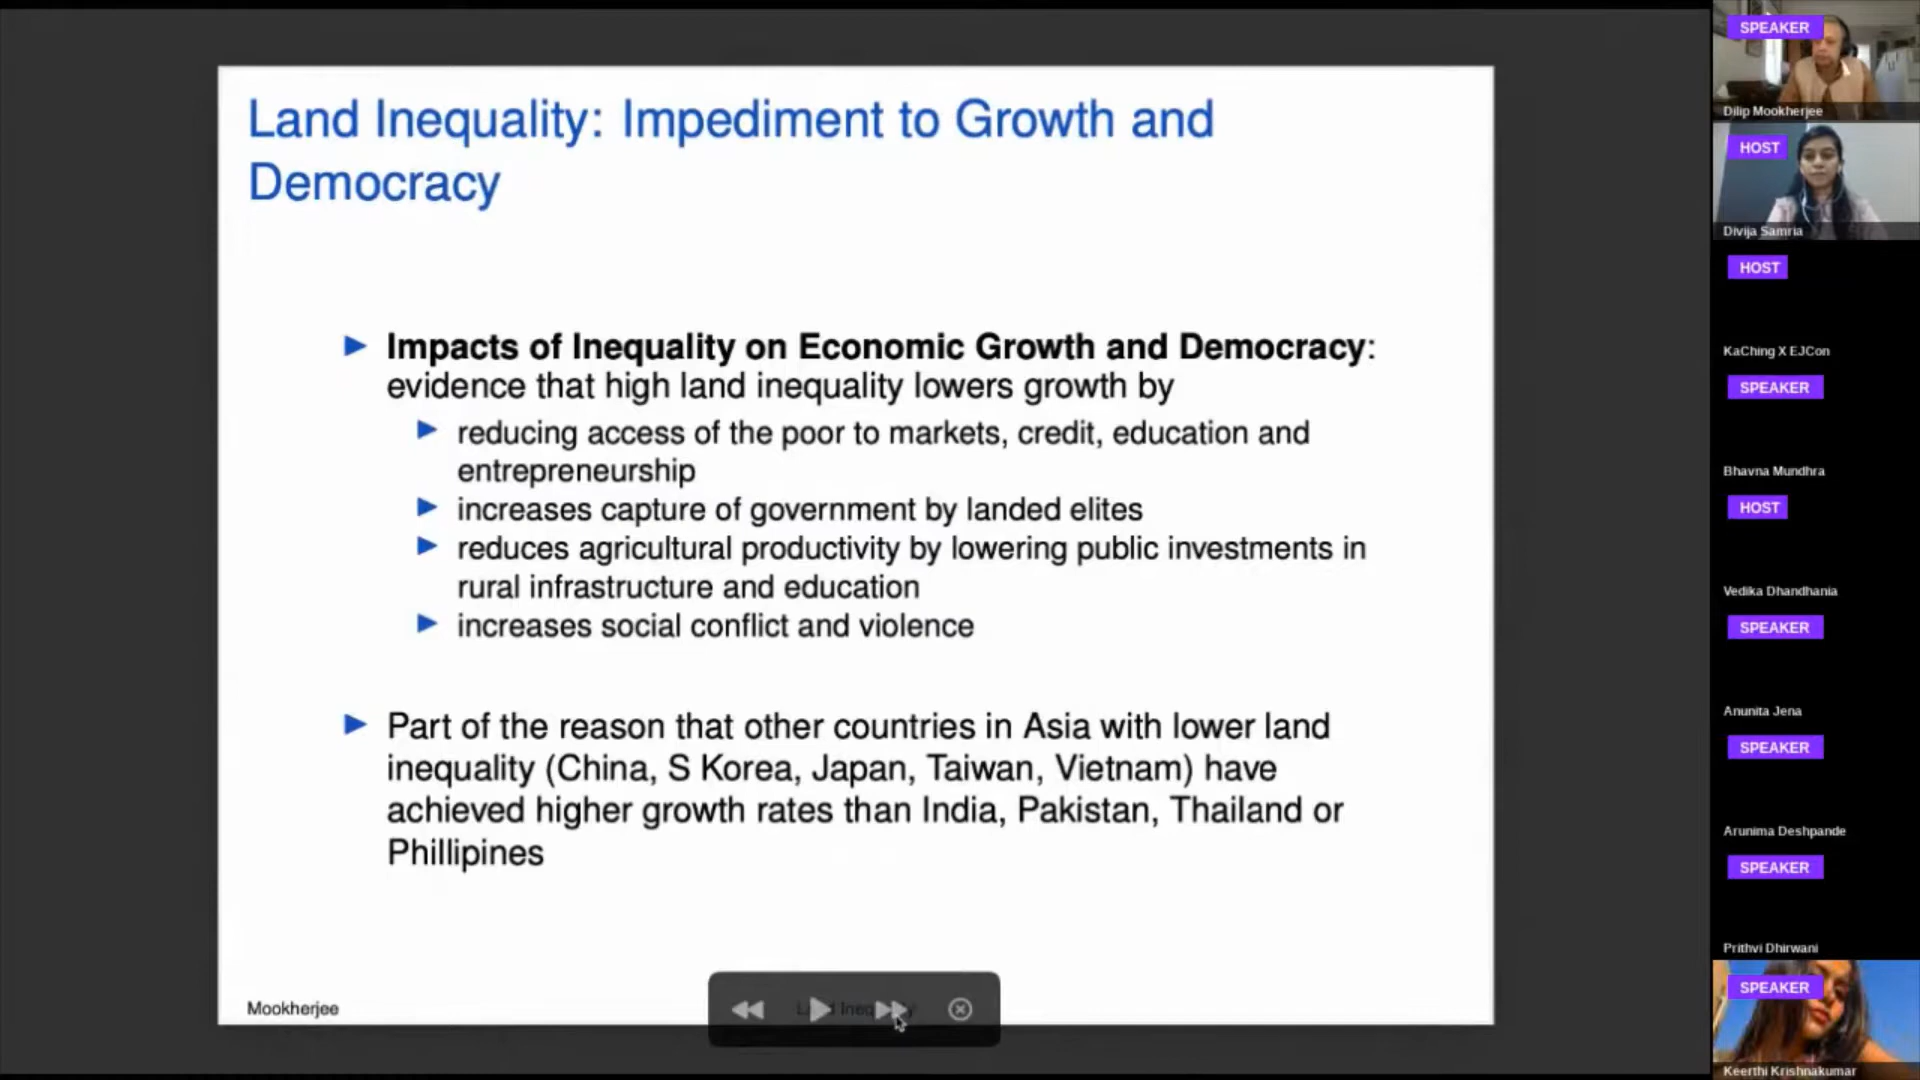 Land Inequality: Impediment to Growth and
Democracy
Impacts of Inequality on Economic Growth and Democracy:
evidence that high land inequality lowers growth by
reducing access of the poor to markets, credit, education and
entrepreneurship
increases capture of government by landed elites
reduces agricultural productivity by lowering public investments in
rural infrastructure and education
increases social conflict and violence
Part of the reason that other countries in Asia with lower land
inequality (China, S Korea, Japan, Taiwan, Vietnam) have
achieved higher growth rates than India, Pakistan, Thailand or
Phillipines
Mookherjee
SPEAKER
Dilip Mookherjee
HOST
Divija Samria
HOST
KaChing X EJCon
SPEAKER
Bhavna Mundhra
HOST
Vedika Dhandhania
SPEAKER
Anunita Jena
SPEAKER
Arunima Deshpande
SPEAKER
Prithvi Dhirwani
SPEAKER
Keerthi Krishnakumar